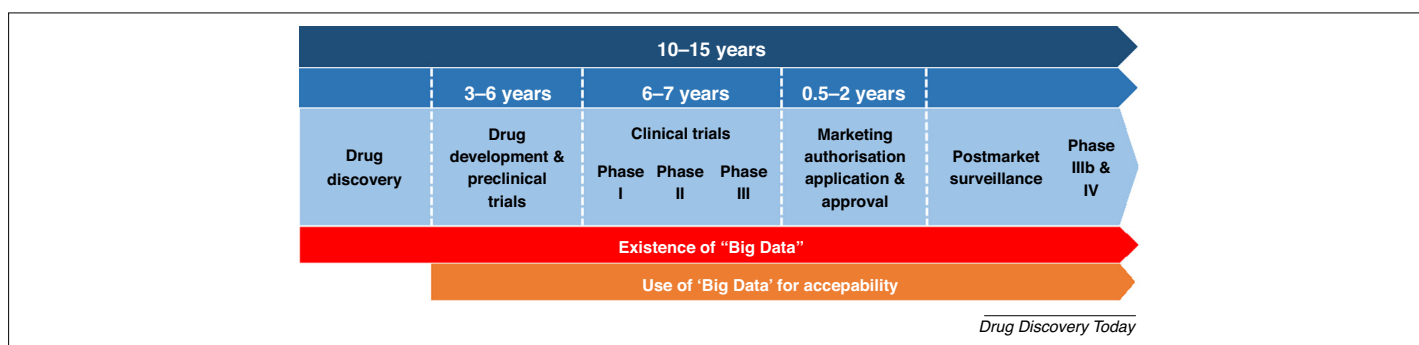 10–15 years
3–6 years
6–7 years
0.5–2 years
Drug
discovery
Drug
development &
preclinical
trials
Clinical trials
Phase
I
Phase
II
Phase
III
Marketing
authorisation
application &
approval
Postmarket
surveillance
Phase
IIIb &
IV
Existence of “Big Data”
Use of ‘Big Data’ for accepability
Drug Discovery Today